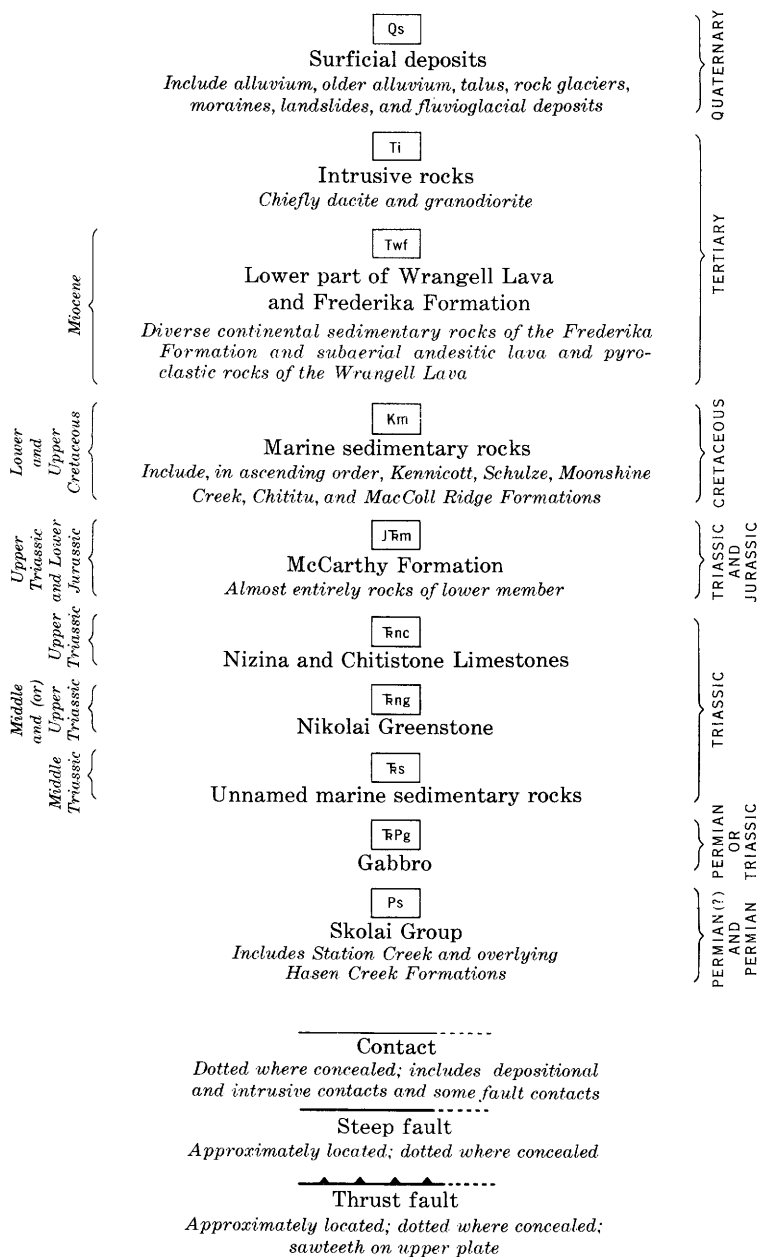 Qs
Surficial deposits
Include alluvium, older alluvium, talus, rock glaciers,
moraines, landslides, and fluvioglacial deposits
QUATERNARY
Ti
Intrusive rocks
Chiefly dacite and granodiorite
Twf
Lower part of Wrangell Lava
and Frederika Formation
Diverse continental sedimentary rocks of the Frederika
Formation and subaerial andesitic lava and pyro-
clastic rocks of the Wrangell Lava
Miocene
TERTIARY
Km
Marine sedimentary rocks
Include, in ascending order, Kennicott, Schulze, Moonshine
Creek, Chititu, and MacColl Ridge Formations
Lower
and
Upper
Cretaceous
CRETACEOUS
JTRm
McCarthy Formation
Almost entirely rocks of lower member
Upper
Triassic
and Lower
Jurassic
TRIASSIC
AND
JURASSIC
TRnc
Nizina and Chitistone Limestones
Upper
Triassic
TRng
Nikolai Greenstone
Middle
and (or)
Upper
Triassic
TRs
Unnamed marine sedimentary rocks
Middle
Triassic
TRIASSIC
TRPg
Gabbro
PERMIAN
OR
TRIASSIC
Ps
Skolai Group
Includes Station Creek and overlying
Hasen Creek Formations
PERMIAN(?)
AND
PERMIAN
Contact
Dotted where concealed; includes depositional
and intrusive contacts and some fault contacts
Steep fault
Approximately located; dotted where concealed
Thrust fault
Approximately located; dotted where concealed;
sawteeth on upper plate